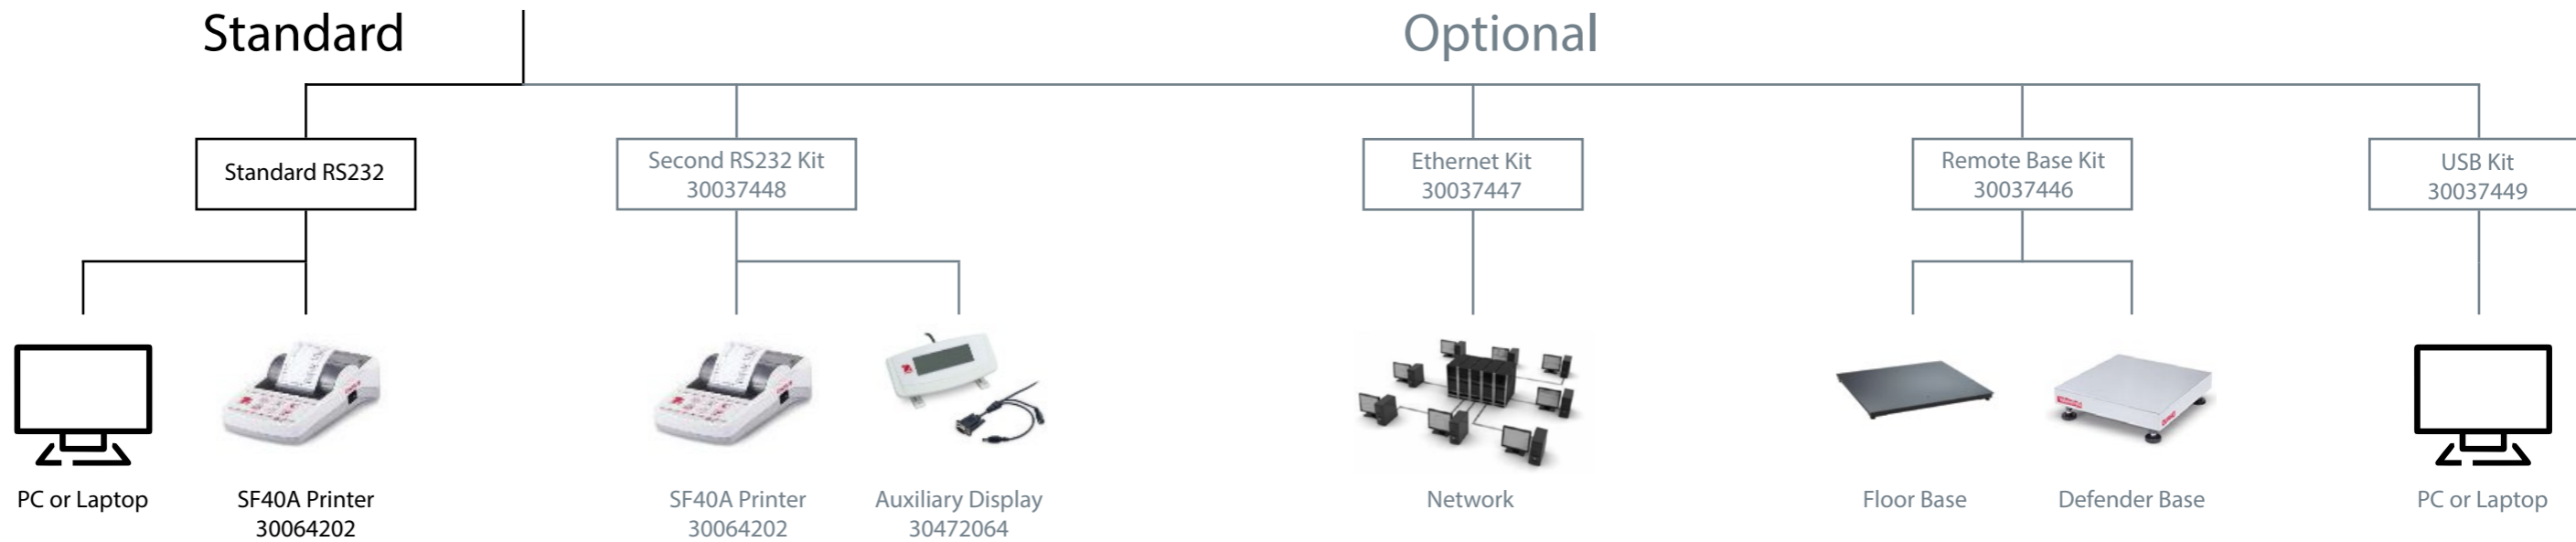 Standard
Optional
Standard RS232
Second RS232 Kit
30037448
Ethernet Kit
30037447
Remote Base Kit
30037446
USB Kit
30037449
PC or Laptop
SF40A Printer
30064202
SF40A Printer
30064202
Auxiliary Display
30472064
Network
Floor Base
Defender Base
PC or Laptop